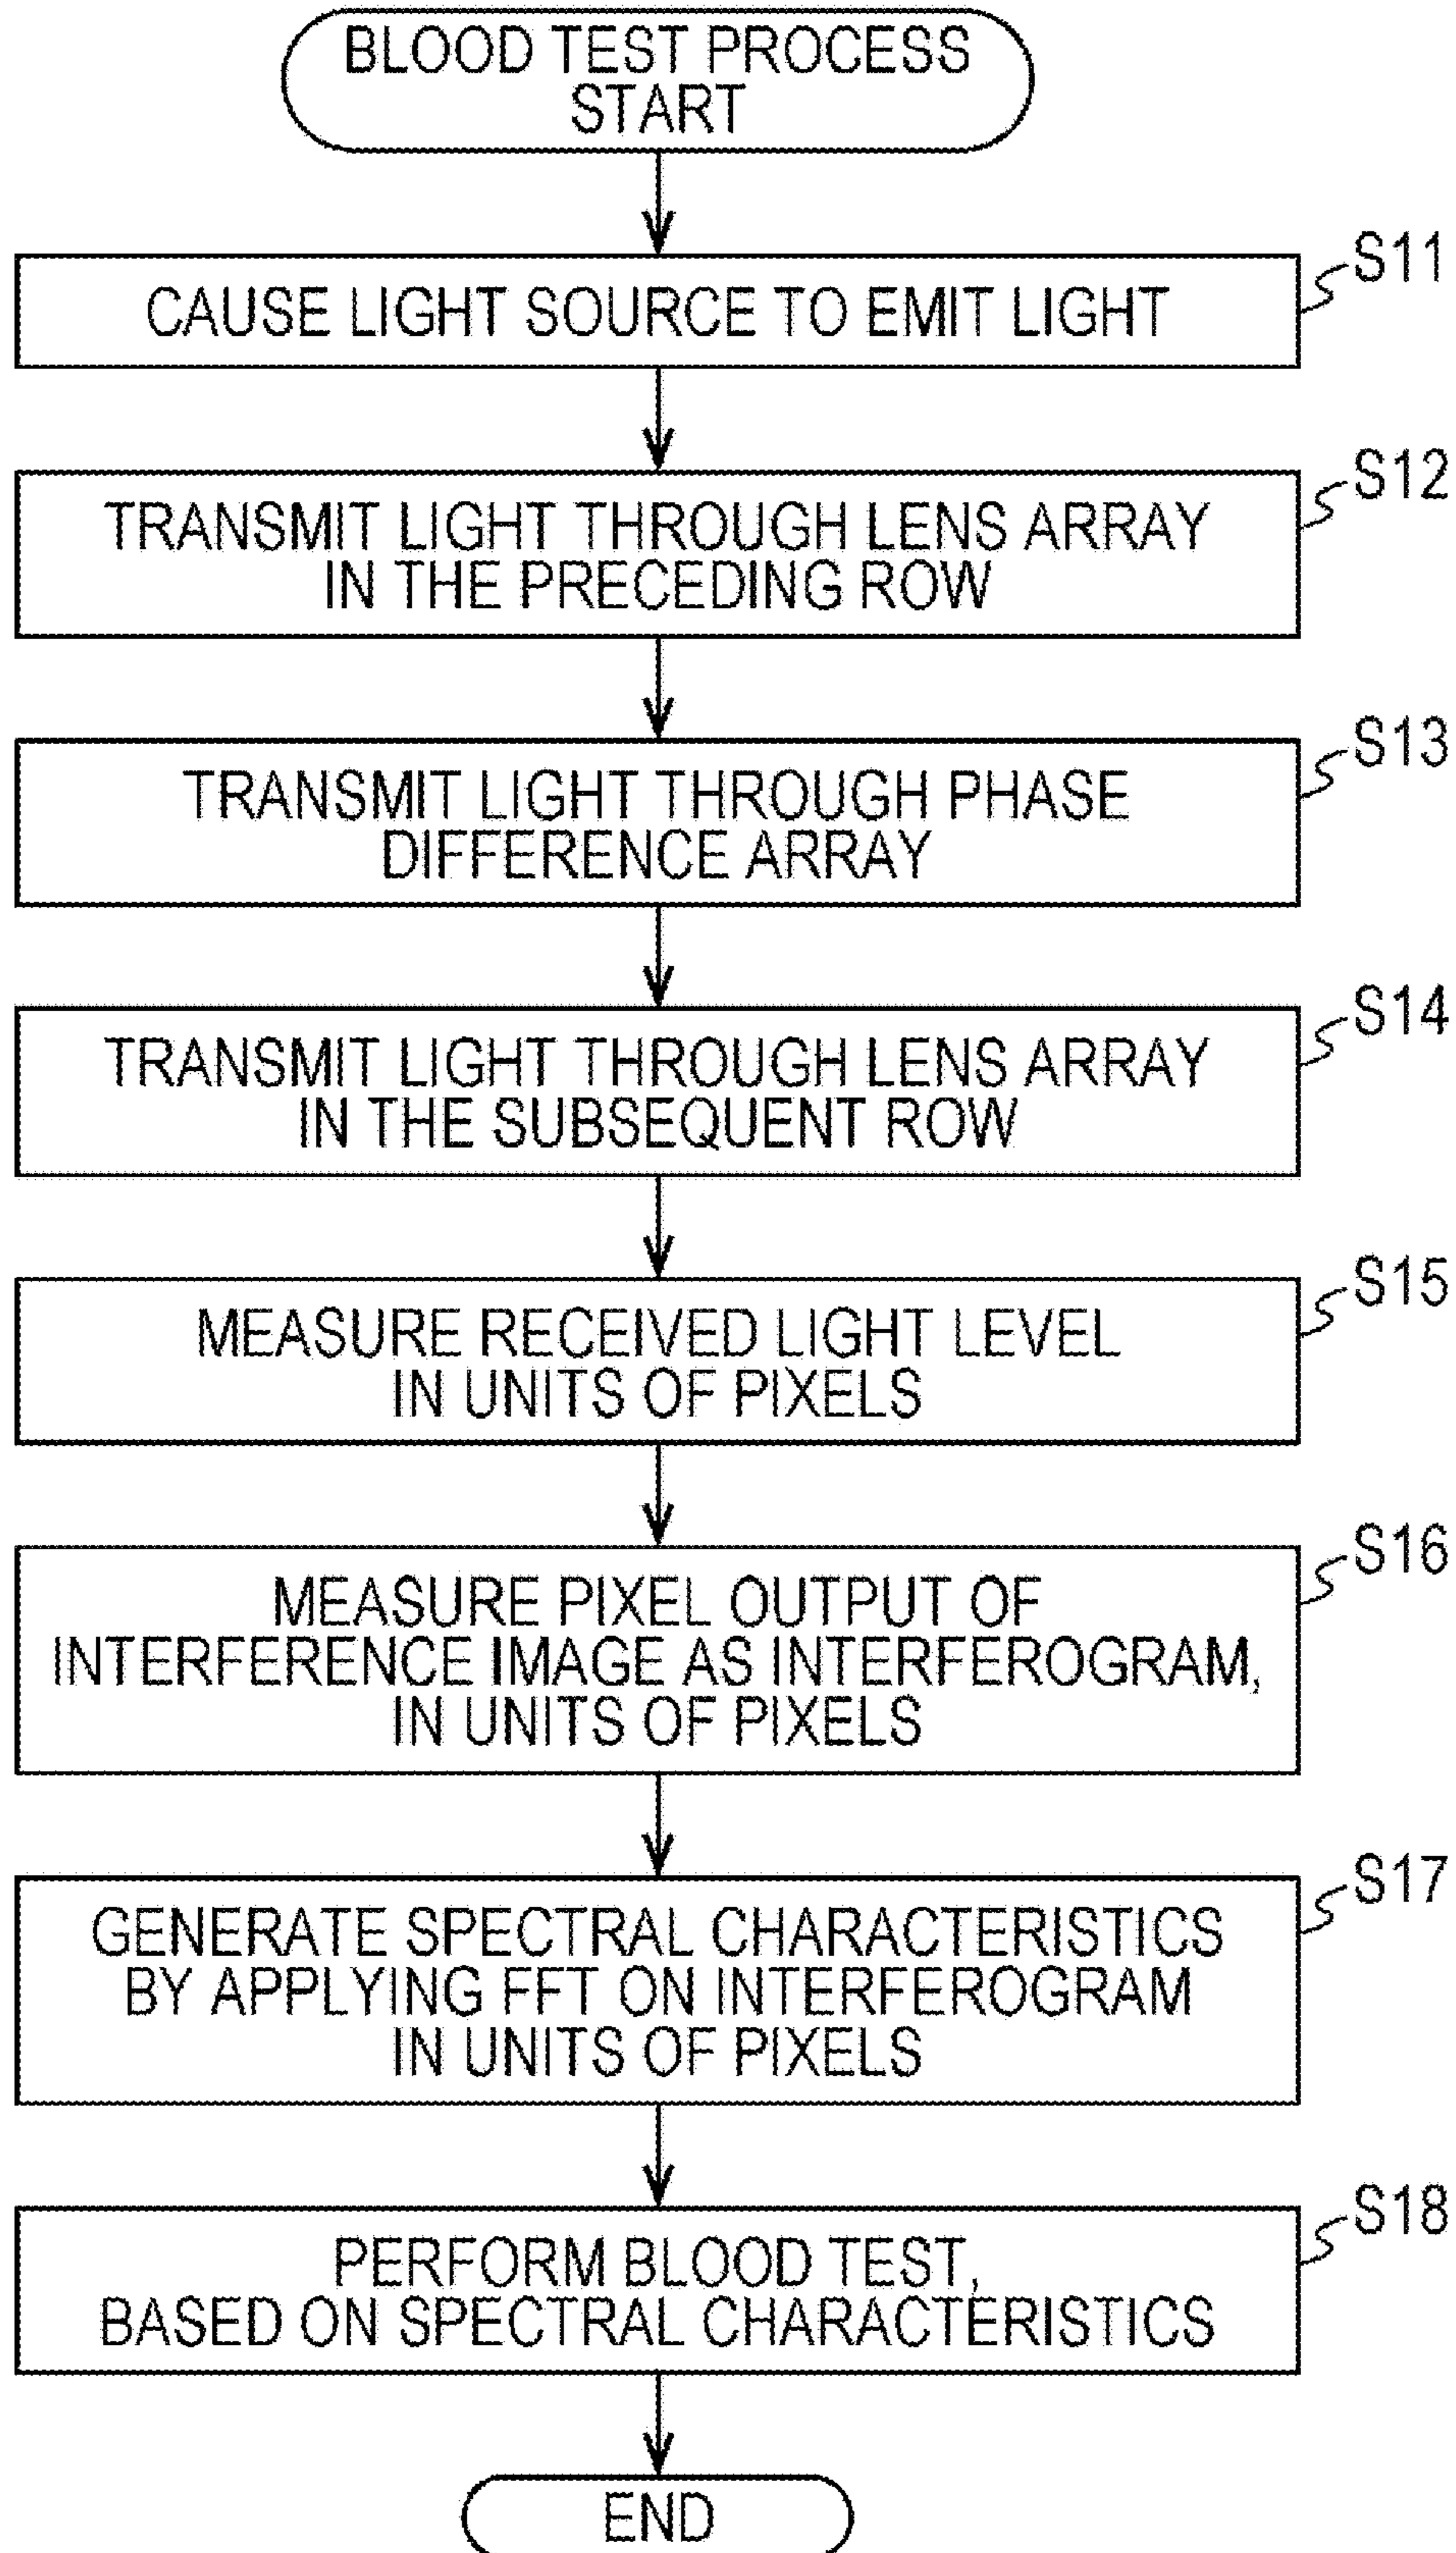 BLOOD TEST PROCESS
START
S11
CAUSE LIGHT SOURCE TO EMIT LIGHT
S12
TRANSMIT LIGHT THROUGH LENS ARRAY
IN THE PRECEDING ROW
S13
TRANSMIT LIGHT THROUGH PHASE
DIFFERENCE ARRAY
S14
TRANSMIT LIGHT THROUGH LENS ARRAY
IN THE SUBSEQUENT ROW
S15
MEASURE RECEIVED LIGHT LEVEL
IN UNITS OF PIXELS
S16
MEASURE PIXEL OUTPUT OF
INTERFERENCE IMAGE AS INTERFEROGRAM,
IN UNITS OF PIXELS
S17
GENERATE SPECTRAL CHARACTERISTICS
BY APPLYING FFT ON INTERFEROGRAM
IN UNITS OF PIXELS
S18
PERFORM BLOOD TEST,
BASED ON SPECTRAL CHARACTERISTICS
END